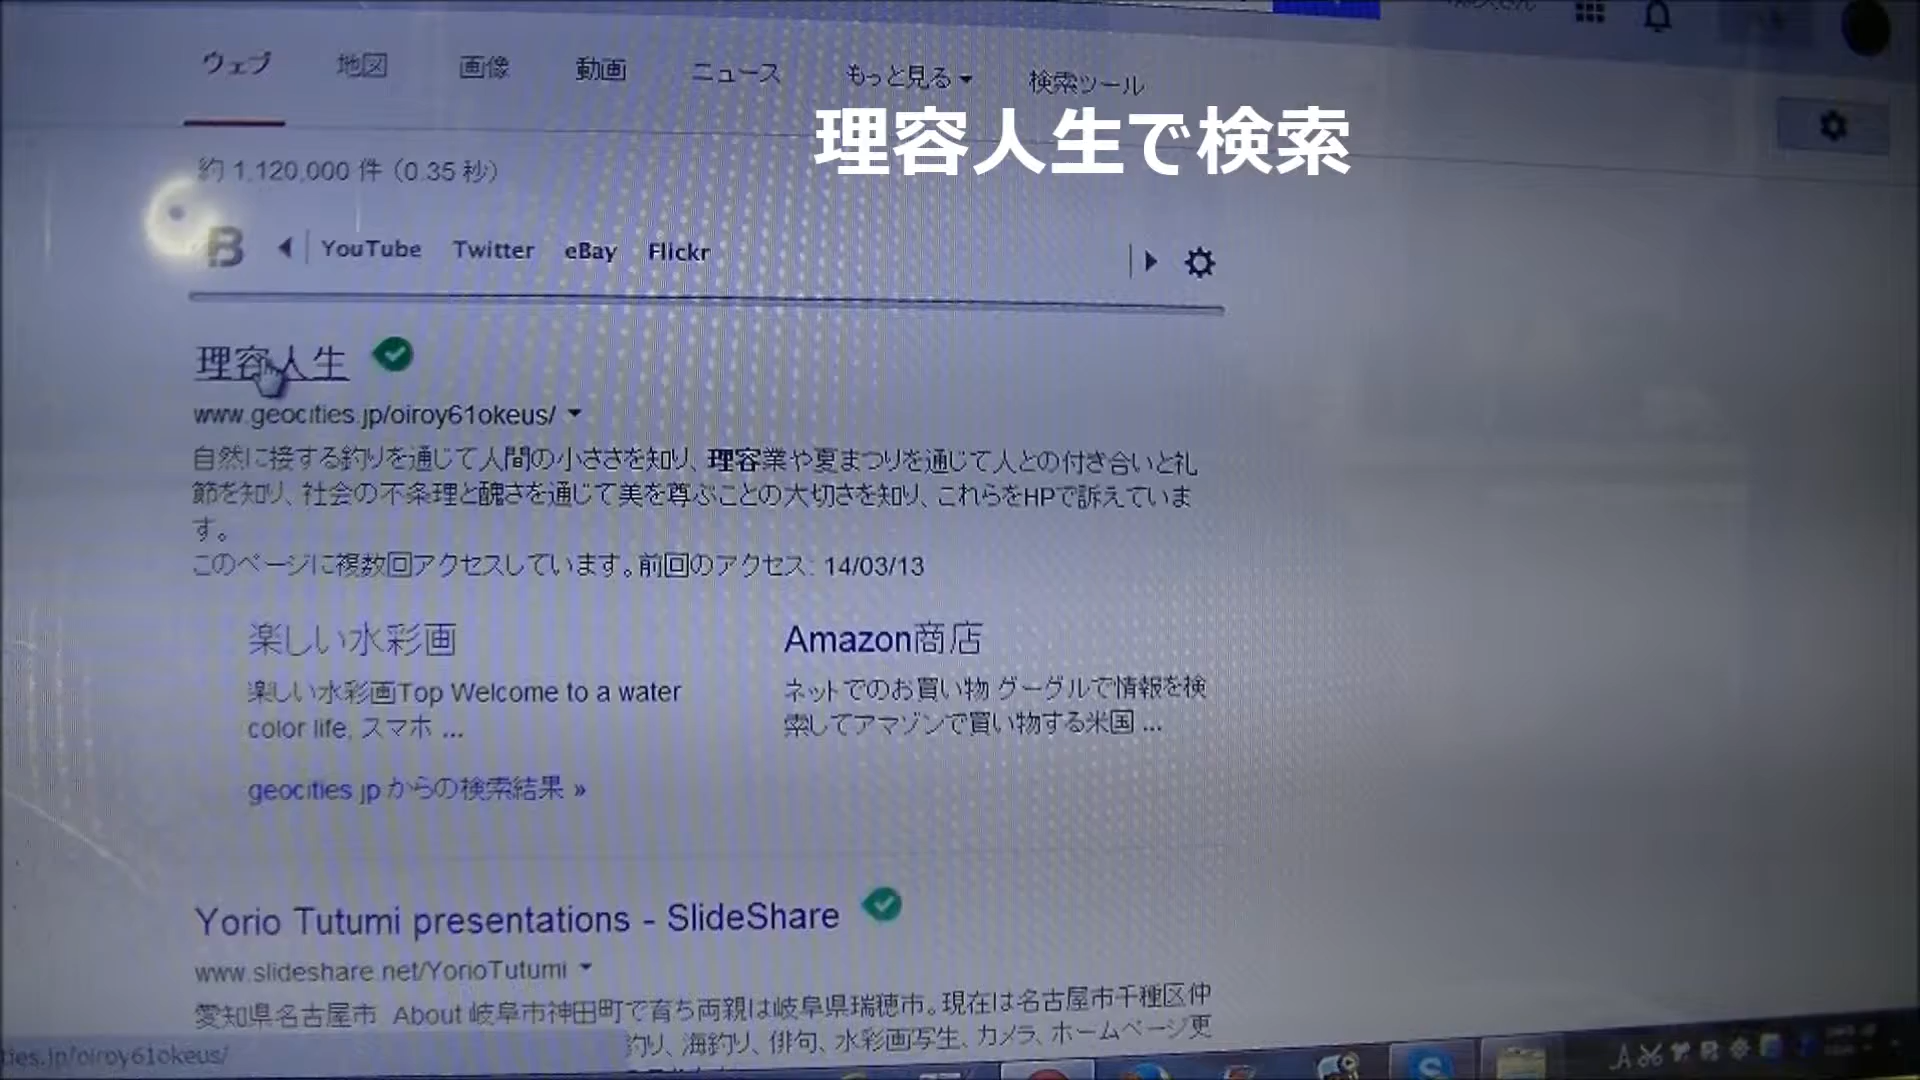 ウェブ 地図 画像 動画 ニュース もっと見る 検索ツール
理容人生で検索
約 1,120,000 件 (0.35 秒)
B YouTube Twitter eBay Flickr
理容人生
www.geocities.jp/oiroy61okeus/
自然に接する釣りを通じて人間の小ささを知り、理容業や夏まつりを通じて人との付き合いと礼
節を知り、社会の不条理と醜さを通じて美を尊ぶことの大切さを知り、これらをHPで訴えていま
す。
このページに複数回アクセスしています。前回のアクセス: 14/03/13
楽しい水彩画
楽しい水彩画Top Welcome to a water
color life, スマホ ...
Amazon商店
ネットでのお買い物 グーグルで情報を検
索してアマゾンで買い物する米国 ...
geocities.jp からの検索結果 »
Yorio Tutumi presentations - SlideShare
www.slideshare.net/YorioTutumi
愛知県名古屋市 About 岐阜市神田町で育ち両親は岐阜県瑞穂市。現在は名古屋市千種区仲
釣り、海釣り、俳句、水彩画写生、カメラ、ホームページ更
ties.jp/oiroy61okeus/